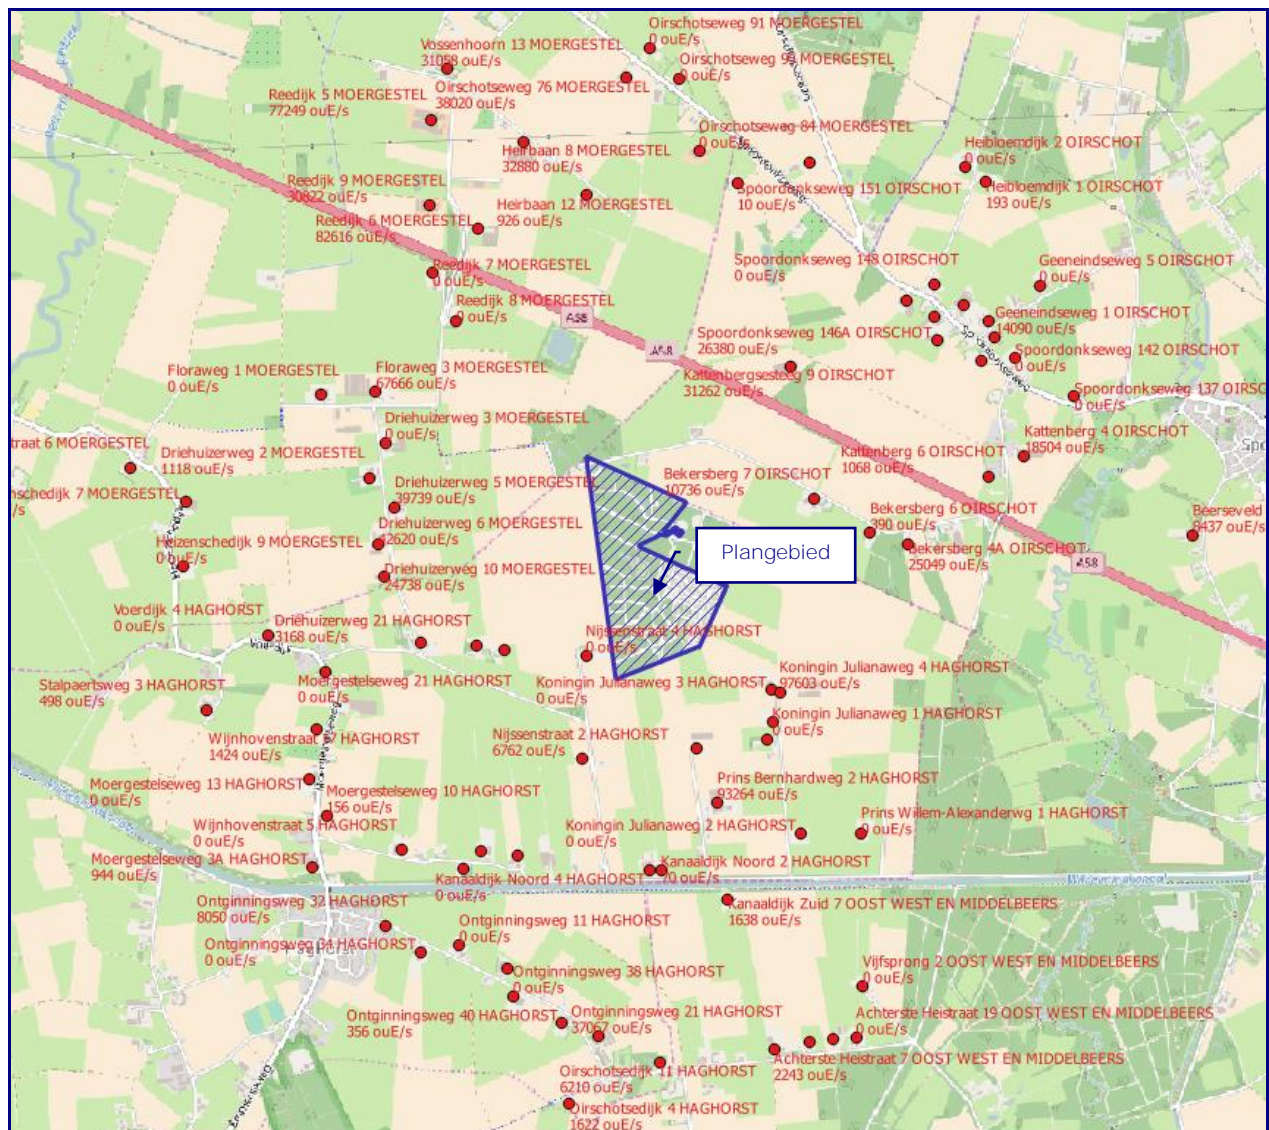 Oirschotseweg 91 MOERGESTEL
0 ouE/s
Vossenhoorn 13 MOERGESTEL
31058 ouE/s
Oirschotseweg 76 MOERGESTEL
38020 ouE/s
0 ouE/s
Reedijk 5 MOERGESTEL
77249 ouE/s
Oirschotseweg 84 MOERGESTEL
0 ouE/s
Heirbaan 8 MOERGESTEL
32880 ouE/s
Heibloemdijk 2 OIRSCHOT
0 ouE/s
Heibloemdijk 1 OIRSCHOT
193 ouE/s
Reedijk 9 MOERGESTEL
30822 ouE/s
Spoordonkseweg 151 OIRSCHOT
10 ouE/s
Heirbaan 12 MOERGESTEL
926 ouE/s
Reedijk 6 MOERGESTEL
82616 ouE/s
Reedijk 7 MOERGESTEL
0 ouE/s
Spoordonkseweg 148 OIRSCHOT
0 ouE/s
Geeneindseweg 5 OIRSCHOT
0 ouE/s
Reedijk 8 MOERGESTEL
0 ouE/s
A58
Geeneindseweg 1 OIRSCHOT
14090 ouE/s
Spoordonkseweg 146A OIRSCHOT
26380 ouE/s
A58
Spoordonkseweg 142 OIRSCHOT
0 ouE/s
Floraweg 1 MOERGESTEL
0 ouE/s
Floraweg 3 MOERGESTEL
67666 ouE/s
Kattenbergsesteeg 9 OIRSCHOT
31262 ouE/s
Spoordonkseweg 137 OIRSC
0 ouE/s
Driehuizerweg 3 MOERGESTEL
0 ouE/s
Kattenberg 4 OIRSCHOT
18504 ouE/s
traat 6 MOERGESTEL
Driehuizerweg 2 MOERGESTEL
1118 ouE/s
Kattenberg 6 OIRSCHOT
1068 ouE/s
Spo
Bekersberg 7 OIRSCHOT
10736 ouE/s
Driehuizerweg 5 MOERGESTEL
39739 ouE/s
nschedijk 7 MOERGESTEL
/s
Bekersberg 6 OIRSCHOT
390 ouE/s
Beerseveld
8437 ouE/s
Driehuizerweg 6 MOERGESTEL
42620 ouE/s
Heizenschedijk 9 MOERGESTEL
0 ouE/s
Plangebied
Bekersberg 4A OIRSCHOT
25049 ouE/s
A58
Driehuizerweg 10 MOERGESTEL
24738 ouE/s
Voerdijk 4 HAGHORST
0 ouE/s
Driehuizerweg 21 HAGHORST
3168 ouE/s
Nijssenstraat 4 HAGHORST
0 ouE/s
Koningin Julianaweg 4 HAGHORST
97603 ouE/s
Moergestelseweg 21 HAGHORST
0 ouE/s
Koningin Julianaweg 3 HAGHORST
0 ouE/s
Stalpaertsweg 3 HAGHORST
498 ouE/s
Koningin Julianaweg 1 HAGHORST
0 ouE/s
Wijnhovenstraat HAGHORST
1424 ouE/s
Nijssenstraat 2 HAGHORST
6762 ouE/s
Moergestelseweg 13 HAGHORST
0 ouE/s
Prins Bernhardweg 2 HAGHORST
93264 ouE/s
Moergestelseweg 10 HAGHORST
156 ouE/s
Prins Willem-Alexanderwg 1 HAGHORST
0 ouE/s
Wijnhovenstraat 5 HAGHORST
0 ouE/s
Koningin Julianaweg 2 HAGHORST
0 ouE/s
Moergestelseweg 3A HAGHORST
944 ouE/s
Kanaaldijk Noord 2 HAGHORST
70 ouE/s
Kanaaldijk Noord 4 HAGHORST
0 ouE/s
Ontginningsweg 32 HAGHORST
8050 ouE/s
Kanaaldijk Zuid 7 OOST WEST EN MIDDELBEERS
1638 ouE/s
Ontginningsweg 11 HAGHORST
0 ouE/s
Ontginningsweg 34 HAGHORST
0 ouE/s
Haghorst
Vijfsprong 2 OOST WEST EN MIDDELBEERS
0 ouE/s
Ontginningsweg 38 HAGHORST
0 ouE/s
Ontginningsweg 40 HAGHORST
356 ouE/s
Ontginningsweg 21 HAGHORST
37067 ouE/s
Achterste Heistraat 19 OOST WEST EN MIDDELBEERS
0 ouE/s
Achterste Heistraat 7 OOST WEST EN MIDDELBEERS
2243 ouE/s
Oirschotsedijk 11 HAGHORST
6210 ouE/s
Oirschotsedijk 4 HAGHORST
1622 ouE/s